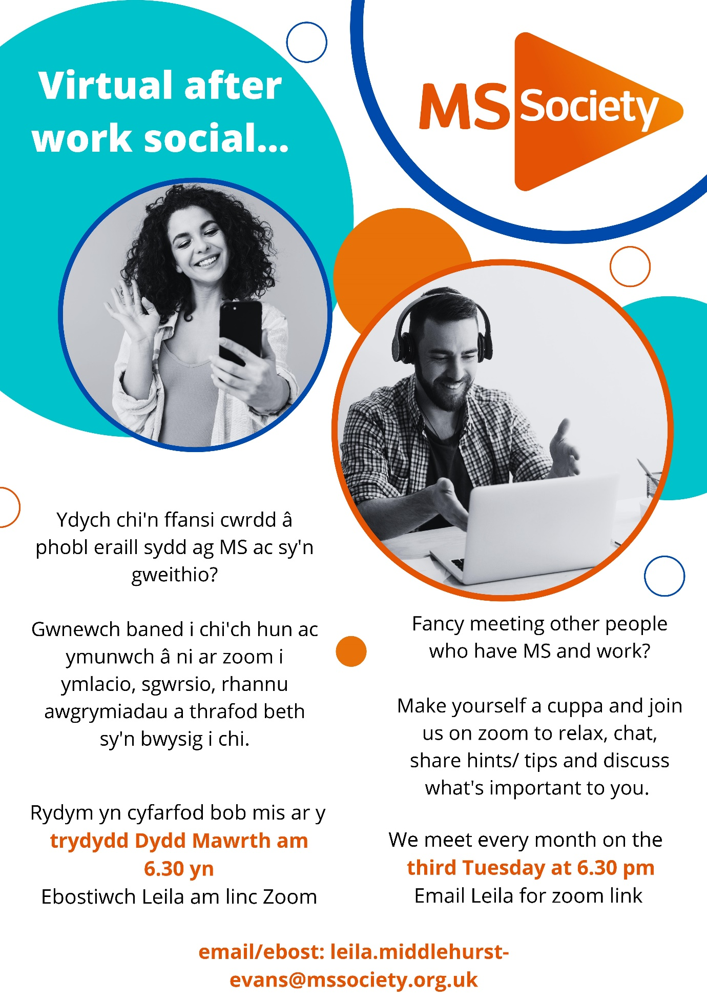 Virtual after
work social...
MS Society
Ydych chi'n ffansi cwrdd â
phobl eraill sydd ag MS ac sy'n
gweithio?
Gwnewch baned i chi'ch hun ac
ymunwch â ni ar zoom i
ymlacio, sgwrsio, rhannu
awgrymiadau a thrafod beth
sy'n bwysig i chi.
Rydym yn cyfarfod bob mis ar y
trydydd Dydd Mawrth am
6.30 yn
Ebostiwch Leila am linc Zoom
Fancy meeting other people
who have MS and work?
Make yourself a cuppa and join
us on zoom to relax, chat,
share hints/ tips and discuss
what's important to you.
We meet every month on the
third Tuesday at 6.30 pm
Email Leila for zoom link
email/ebost: leila.middlehurst-
evans@mssociety.org.uk